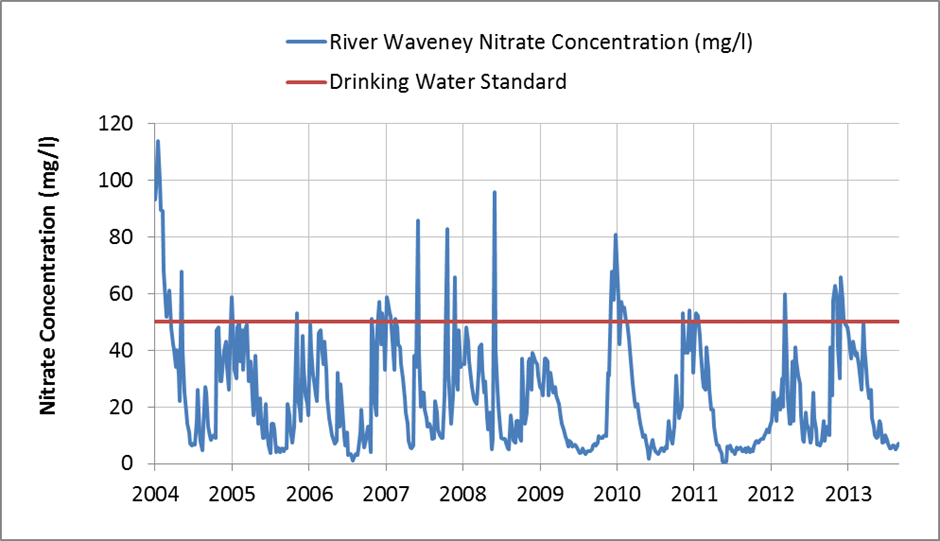 River Waveney Nitrate Concentration (mg/l)
Drinking Water Standard
Nitrate Concentration (mg/l)
120
100
80
60
40
20
0
2004 2005 2006 2007 2008 2009 2010 2011 2012 2013